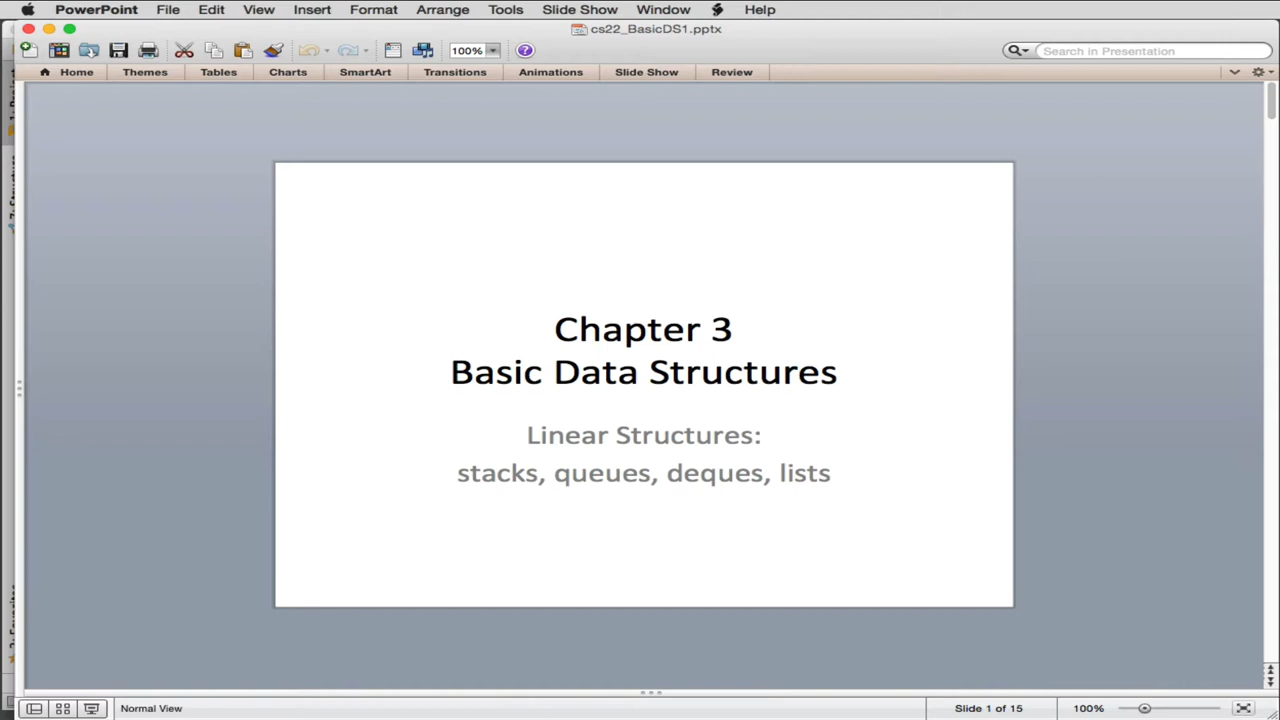 PowerPoint File Edit View Insert Format Arrange Tools Slide Show Window Help
cs22_BasicDS1.pptx
100% Search in Presentation
Home Themes Tables Charts SmartArt Transitions Animations Slide Show Review
Chapter 3
Basic Data Structures
Linear Structures:
stacks, queues, deques, lists
Normal View Slide 1 of 15 100%